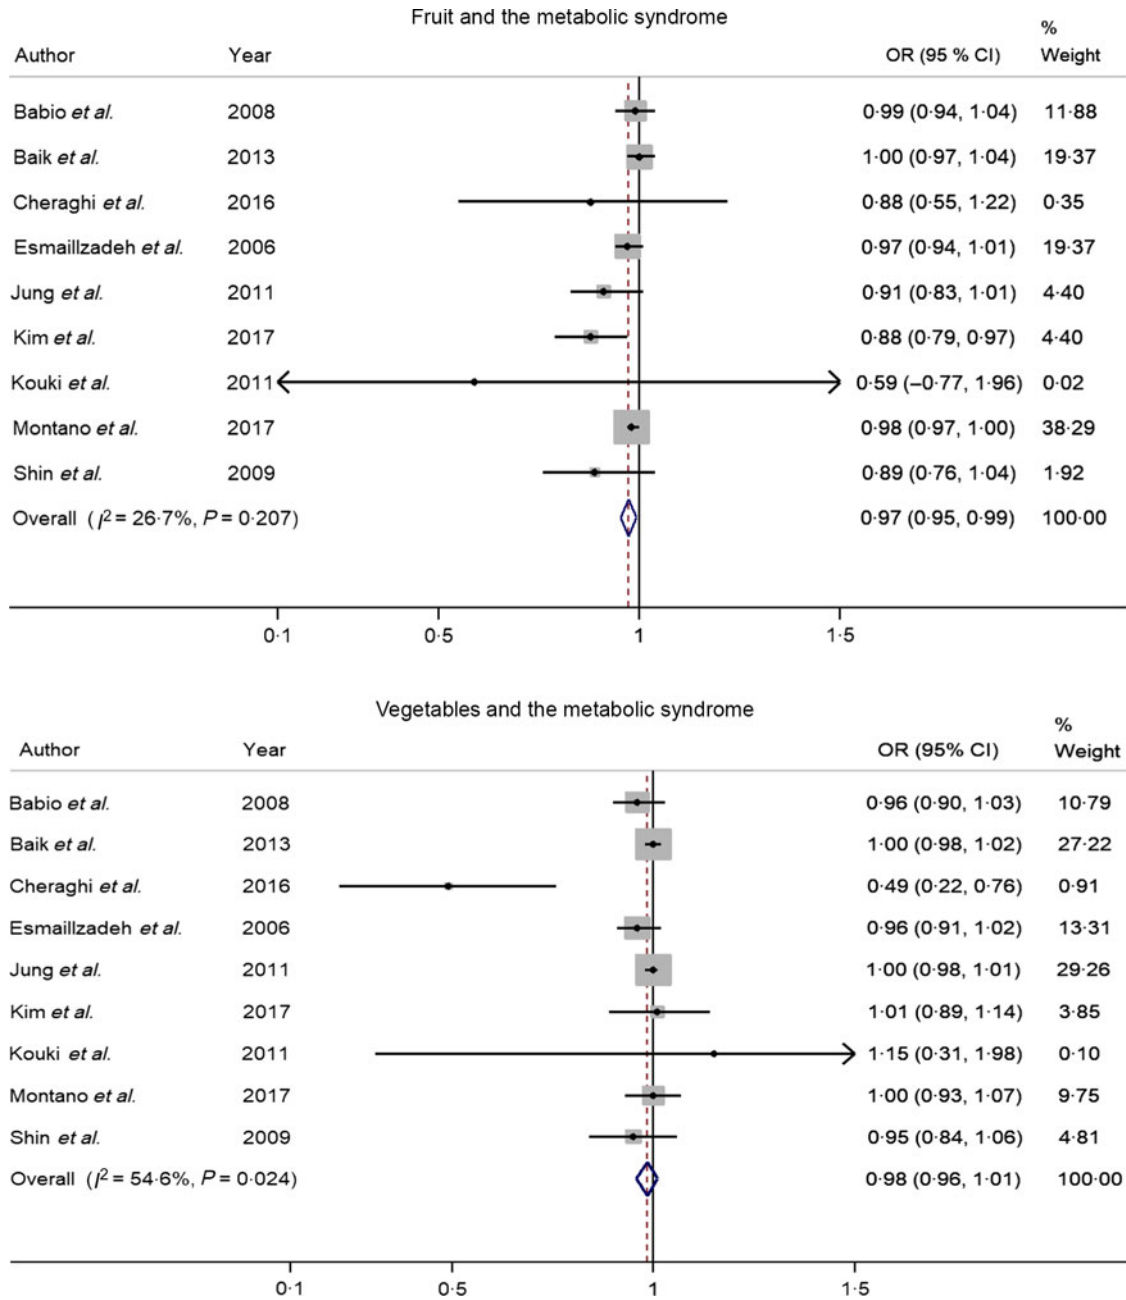 Fruit and the metabolic syndrome
%
Author Year OR (95 % CI) Weight
Babio et al. 2008 0·99 (0·94, 1·04) 11·88
Baik et al. 2013 1·00 (0·97, 1·04) 19·37
Cheraghi et al. 2016 0·88 (0·55, 1·22) 0·35
Esmaillzadeh et al. 2006 0·97 (0·94, 1·01) 19·37
Jung et al. 2011 0·91 (0·83, 1·01) 4·40
Kim et al. 2017 0·88 (0·79, 0·97) 4·40
Kouki et al. 2011 0·59 (–0·77, 1·96) 0·02
Montano et al. 2017 0·98 (0·97, 1·00) 38·29
Shin et al. 2009 0·89 (0·76, 1·04) 1·92
Overall (I² = 26·7%, P = 0·207) 0·97 (0·95, 0·99) 100·00
0·1 0·5 1 1·5
Vegetables and the metabolic syndrome
%
Author Year OR (95% CI) Weight
Babio et al. 2008 0·96 (0·90, 1·03) 10·79
Baik et al. 2013 1·00 (0·98, 1·02) 27·22
Cheraghi et al. 2016 0·49 (0·22, 0·76) 0·91
Esmaillzadeh et al. 2006 0·96 (0·91, 1·02) 13·31
Jung et al. 2011 1·00 (0·98, 1·01) 29·26
Kim et al. 2017 1·01 (0·89, 1·14) 3·85
Kouki et al. 2011 1·15 (0·31, 1·98) 0·10
Montano et al. 2017 1·00 (0·93, 1·07) 9·75
Shin et al. 2009 0·95 (0·84, 1·06) 4·81
Overall (I² = 54·6%, P = 0·024) 0·98 (0·96, 1·01) 100·00
0·1 0·5 1 1·5